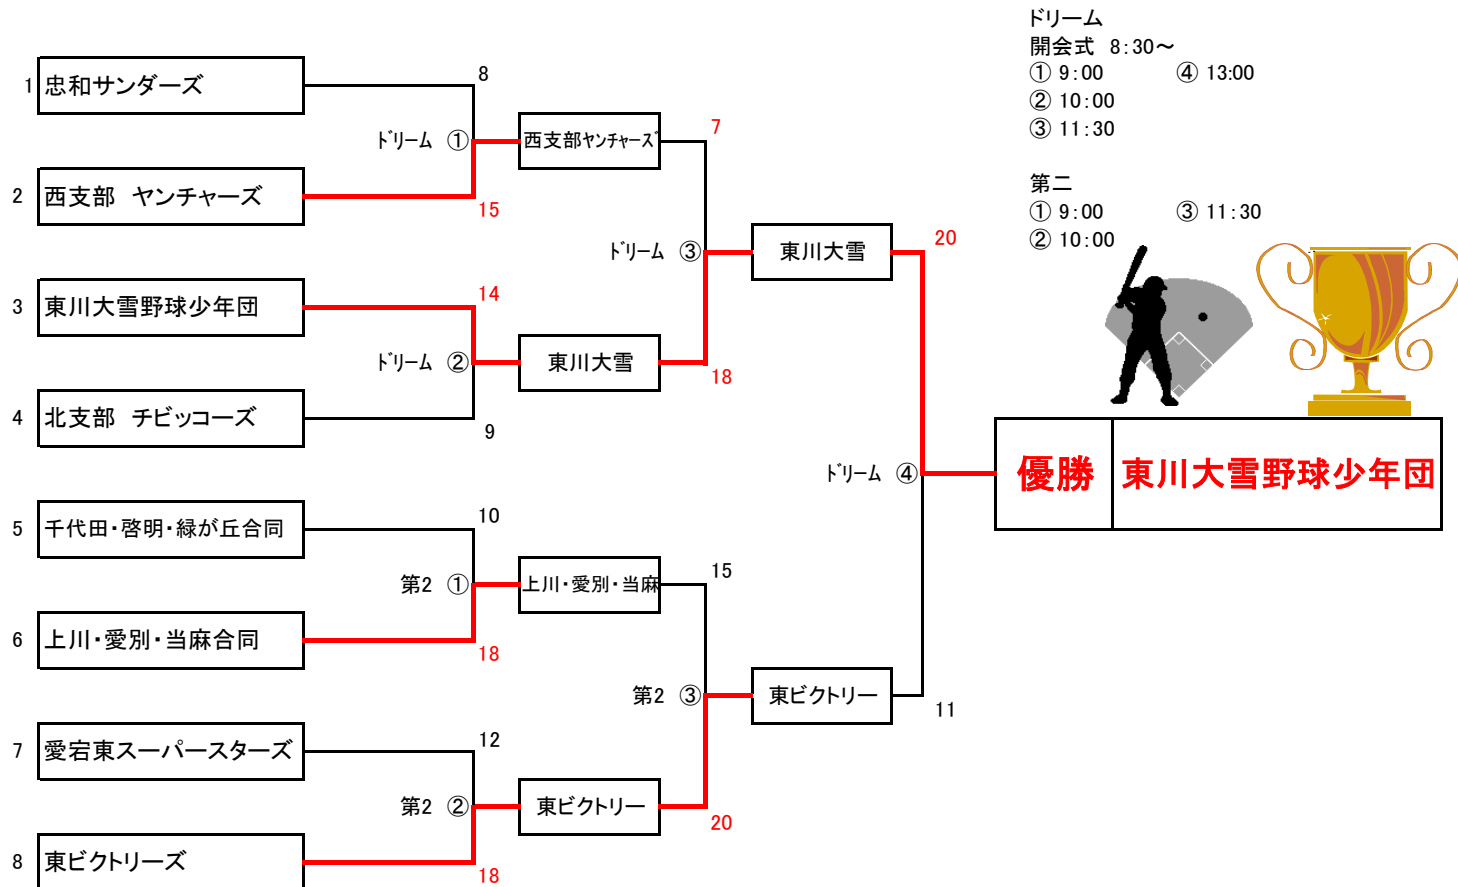 ドリーム
開会式 8:30～
① 9:00 ④ 13:00
② 10:00
③ 11:30
第二
① 9:00 ③ 11:30
② 10:00
1 忠和サンダーズ
8
ドリーム ①
西支部ヤンチャーズ
7
2 西支部 ヤンチャーズ
15
ドリーム ③
東川大雪
20
3 東川大雪野球少年団
14
ドリーム ②
東川大雪
18
4 北支部 チビッコーズ
9
ドリーム ④
優勝 東川大雪野球少年団
5 千代田・啓明・緑が丘合同
10
第2 ①
上川・愛別・当麻
15
6 上川・愛別・当麻合同
18
第2 ③
東ビクトリー
11
7 愛宕東スーパースターズ
12
第2 ②
東ビクトリー
20
8 東ビクトリーズ
18